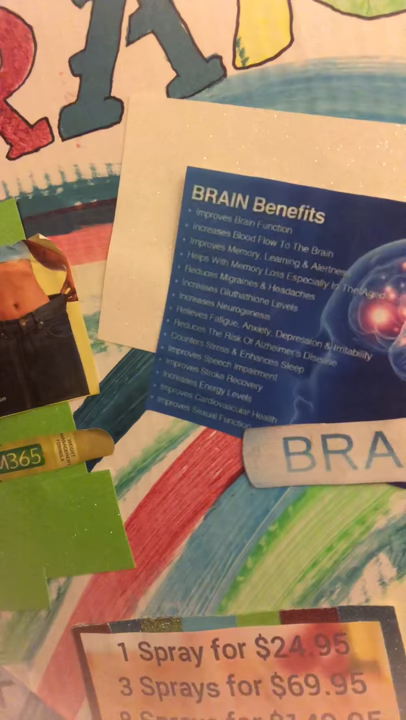 RA
BRAIN Benefits
• Improves Brain Function
• Increases Blood Flow To The Brain
• Improves Memory, Learning & Alertness
• Helps With Memory Loss Especially In The Aged
• Reduces Migraines & Headaches
• Increases Glutathione Levels
• Increases Neurogenesis
• Relieves Fatigue, Anxiety, Depression & Irritability
• Reduces The Risk Of Alzheimer's Disease
• Counters Stress & Enhances Sleep
• Improves Speech Impairment
• Improves Stroke Recovery
• Increases Energy Levels
• Improves Cardiovascular Health
• Improves Sexual Function
M365
BRA
1 Spray for $24.95
3 Sprays for $69.95